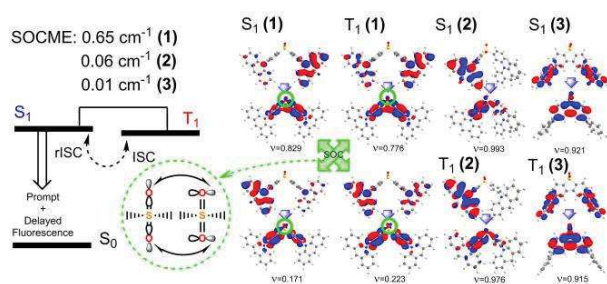 SOCME: 0.65 cm⁻¹ (1)
0.06 cm⁻¹ (2)
0.01 cm⁻¹ (3)
S₁
T₁
rISC
ISC
Prompt
+
Delayed
Fluorescence
S₀
O O
S S
O O
SOC
S₁ (1) T₁ (1) S₁ (2) S₁ (3)
ν=0.829 ν=0.776 ν=0.993 ν=0.921
T₁ (2) T₁ (3)
ν=0.171 ν=0.223 ν=0.976 ν=0.915